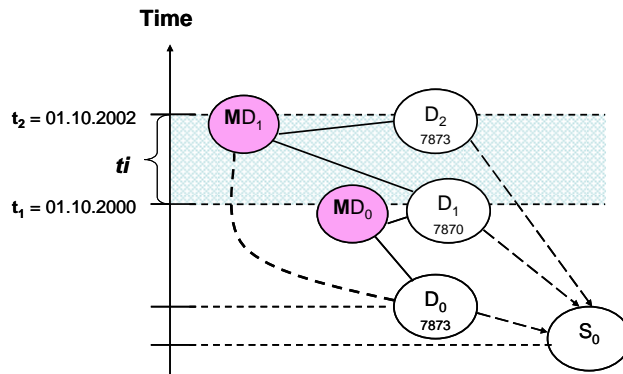 Time
t₂ = 01.10.2002
MD₁
D₂
7873
ti
t₁ = 01.10.2000
MD₀
D₁
7870
D₀
7873
S₀